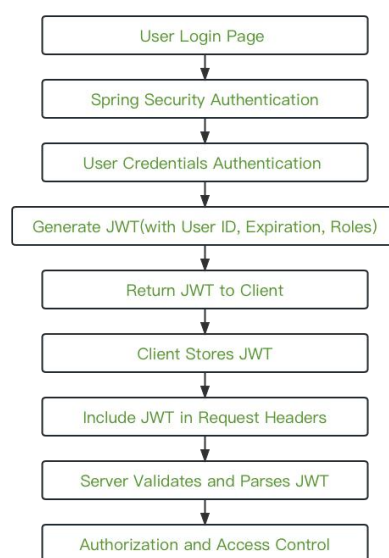 User Login Page
Spring Security Authentication
User Credentials Authentication
Generate JWT(with User ID, Expiration, Roles)
Return JWT to Client
Client Stores JWT
Include JWT in Request Headers
Server Validates and Parses JWT
Authorization and Access Control